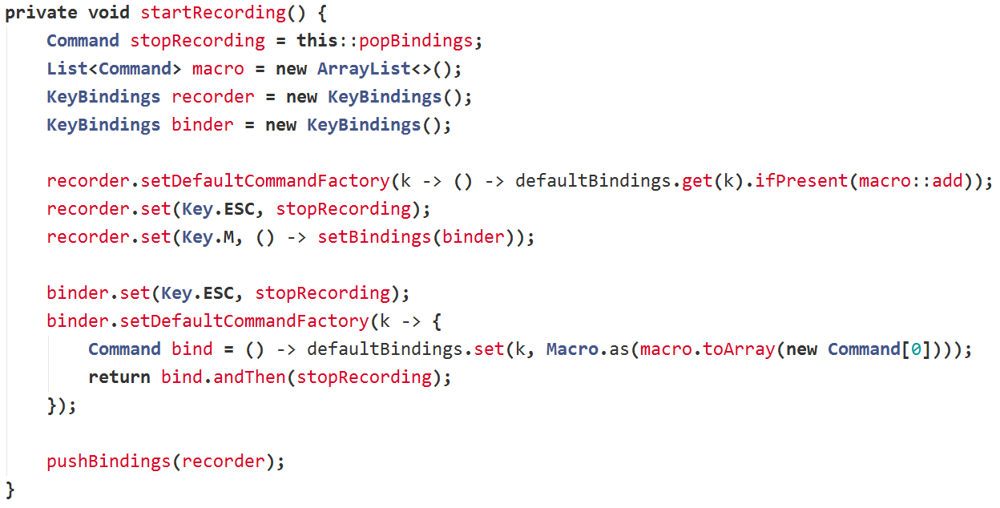 private void startRecording() {
    Command stopRecording = this::popBindings;
    List<Command> macro = new ArrayList<>();
    KeyBindings recorder = new KeyBindings();
    KeyBindings binder = new KeyBindings();

    recorder.setDefaultCommandFactory(k -> () -> defaultBindings.get(k).ifPresent(macro::add));
    recorder.set(Key.ESC, stopRecording);
    recorder.set(Key.M, () -> setBindings(binder));

    binder.set(Key.ESC, stopRecording);
    binder.setDefaultCommandFactory(k -> {
        Command bind = () -> defaultBindings.set(k, Macro.as(macro.toArray(new Command[0])));
        return bind.andThen(stopRecording);
    });

    pushBindings(recorder);
}